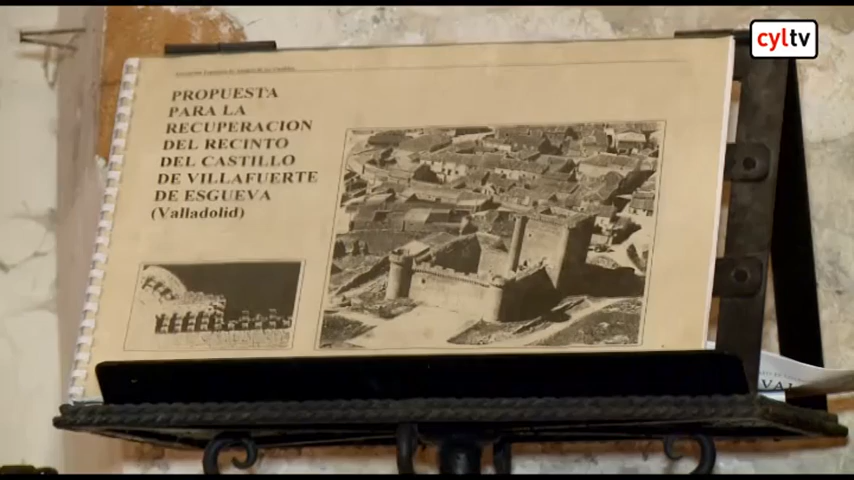 cyltv
PROPUESTA
PARA LA
RECUPERACION
DEL RECINTO
DEL CASTILLO
DE VILLAFUERTE
DE ESGUEVA
(Valladolid)